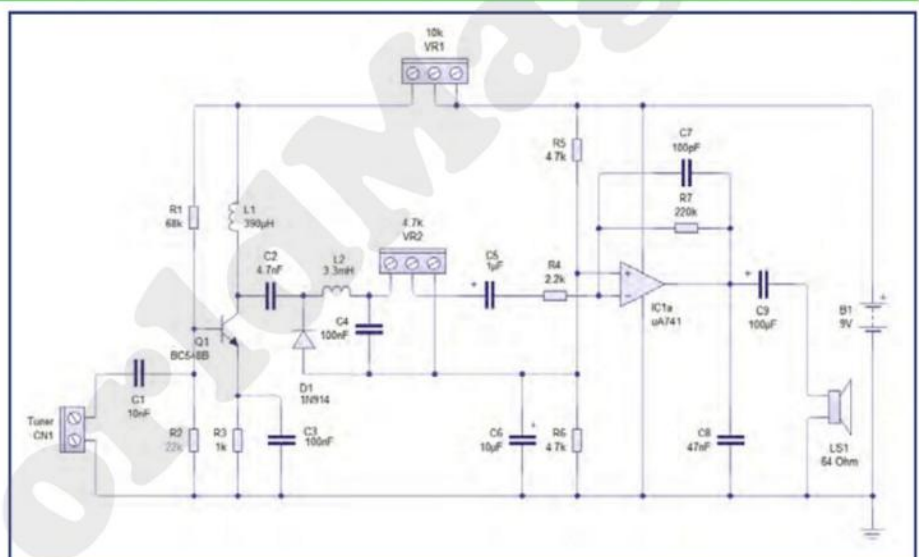 10k
VR1
C7
100pF
R5
4.7k
R7
220k
R1
68k
L1
390µH
4.7k
VR2
C2
4.7nF
L2
3.3mH
C5
1µF
+
R4
2.2k
+
−
IC1a
uA741
+
C9
100µF
B1
9V
+
Q1
BC548B
C4
100nF
C1
10nF
D1
1N914
Tuner
CN1
R2
22k
R3
1k
C3
100nF
C6
10µF
+
R6
4.7k
C8
47nF
LS1
64 Ohm